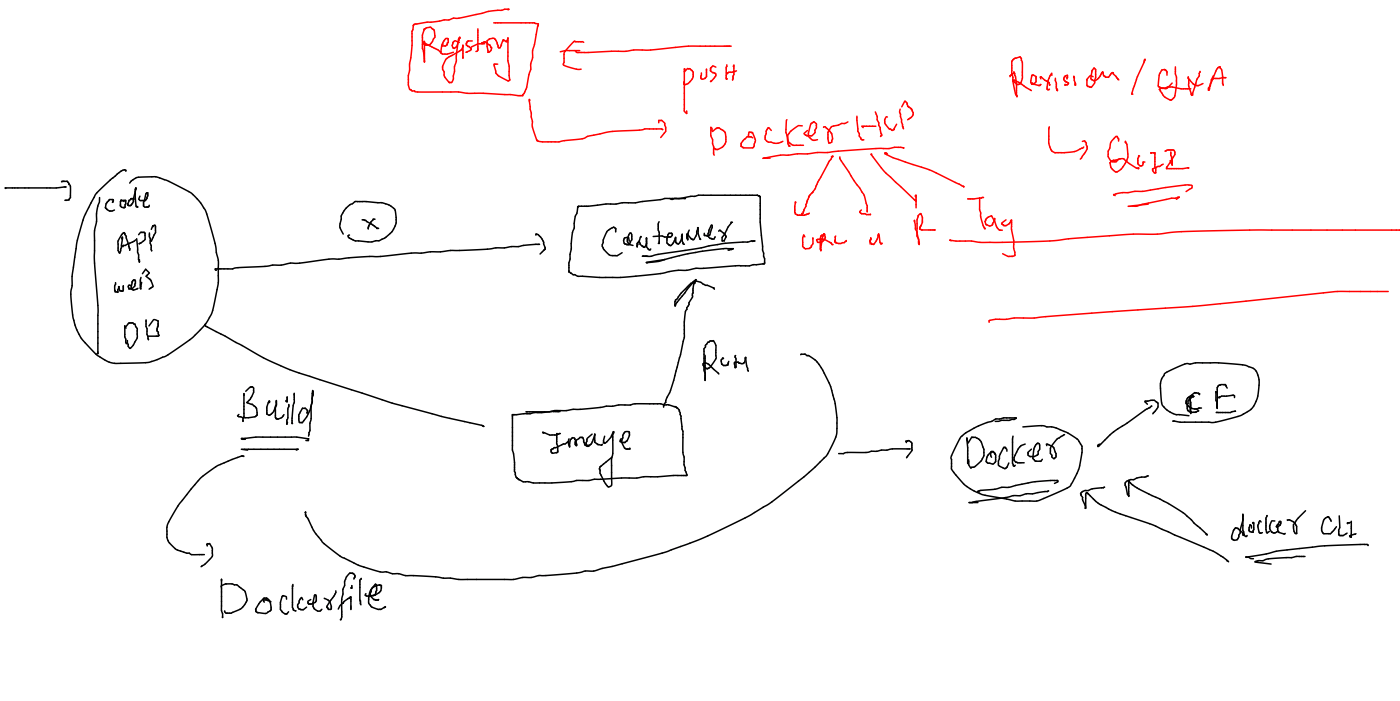 Registry
PUSH
Revision / Q&A
DockerHUB
Quiz
URL U R Tag
code
APP
WEB
DB
x
Container
Run
Build
Image
CE
Docker
docker CLI
Dockerfile